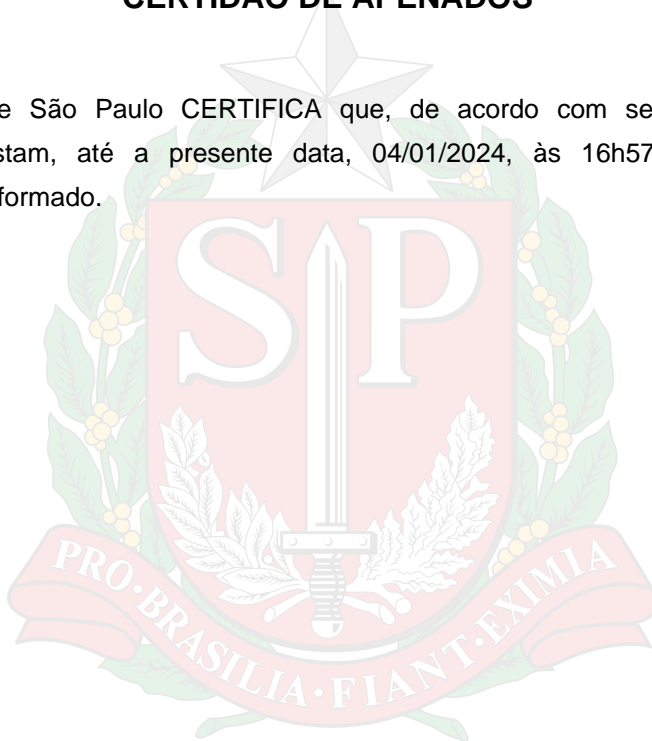 CERTIDÃO DE APENADOS
e São Paulo CERTIFICA que, de acordo com se
stam, até a presente data, 04/01/2024, às 16h57
formado.
SP
PRO·BRASILIA·FIANT·EXIMIA